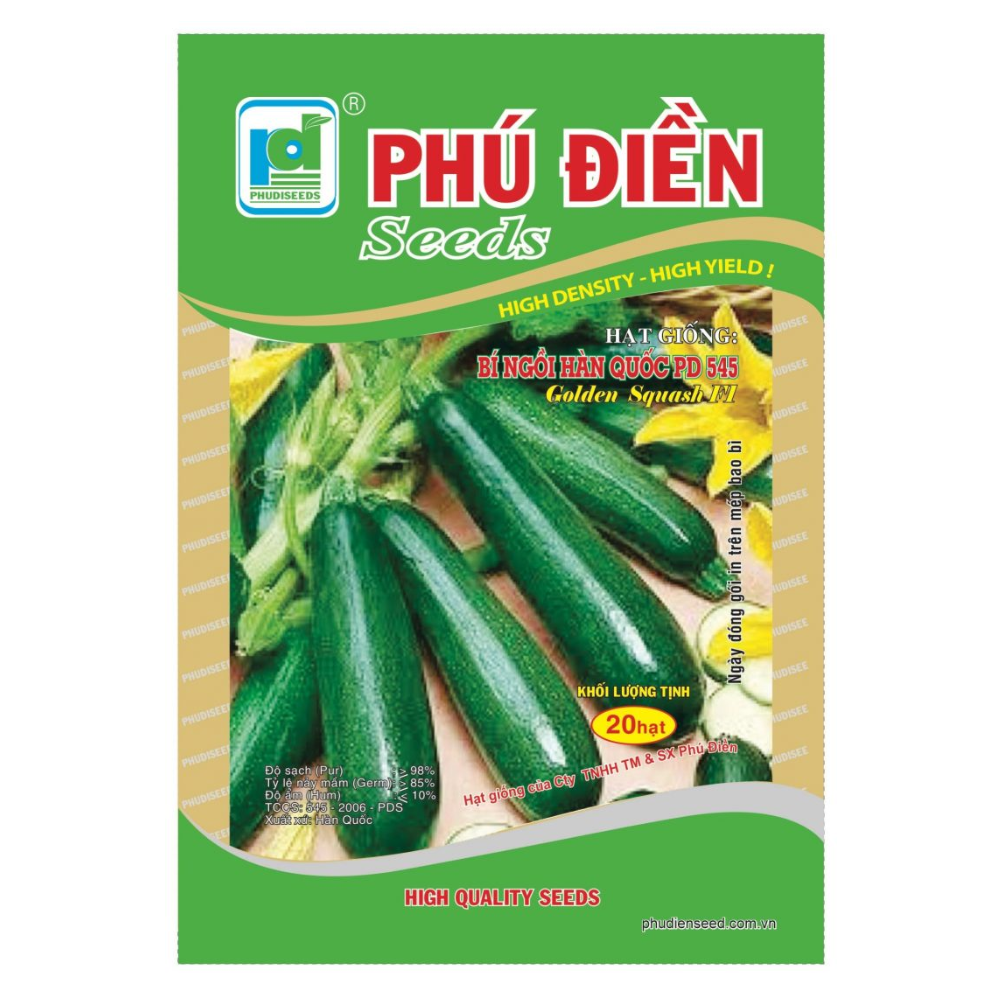 PHUDISEEDS
®
PHÚ ĐIỀN
Seeds
HIGH DENSITY - HIGH YIELD !
HẠT GIỐNG:
BÍ NGỒI HÀN QUỐC PD 545
Golden Squash F1
Ngày đóng gói in trên mép bao bì
KHỐI LƯỢNG TỊNH
20hạt
Hạt giống của Cty TNHH TM & SX Phú Điền
Độ sạch (Pur) : ≥ 98%
Tỷ lệ nảy mầm (Germ) : ≥ 85%
Độ ẩm (Hum) : ≤ 10%
TCCS: 545 - 2006 - PDS
Xuất xứ: Hàn Quốc
HIGH QUALITY SEEDS
phudienseed.com.vn